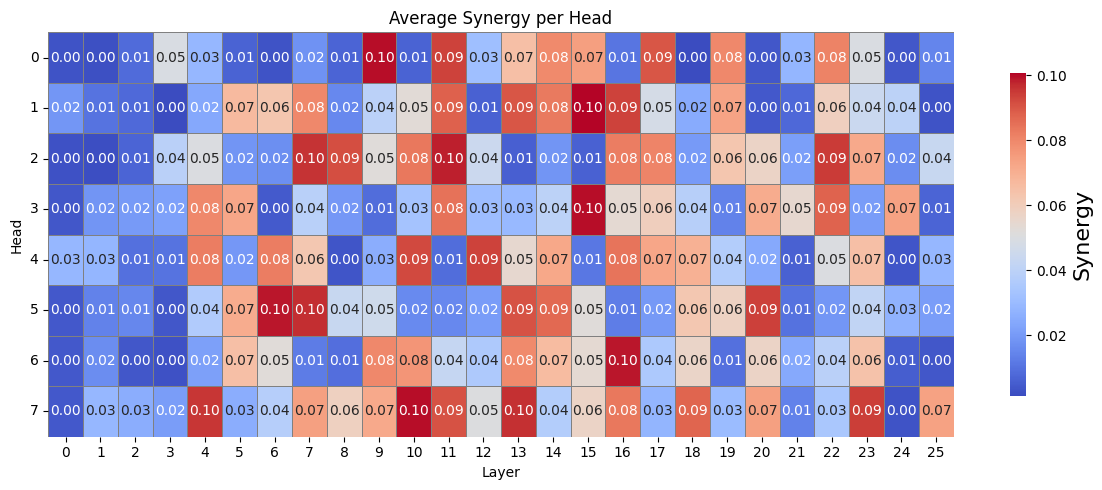 Average Synergy per Head
0 0.00 0.00 0.01 0.05 0.03 0.01 0.00 0.02 0.01 0.10 0.01 0.09 0.03 0.07 0.08 0.07 0.01 0.09 0.00 0.08 0.00 0.03 0.08 0.05 0.00 0.01
1 0.02 0.01 0.01 0.00 0.02 0.07 0.06 0.08 0.02 0.04 0.05 0.09 0.01 0.09 0.08 0.10 0.09 0.05 0.02 0.07 0.00 0.01 0.06 0.04 0.04 0.00
2 0.00 0.00 0.01 0.04 0.05 0.02 0.02 0.10 0.09 0.05 0.08 0.10 0.04 0.01 0.02 0.01 0.08 0.08 0.02 0.06 0.06 0.02 0.09 0.07 0.02 0.04
3 0.00 0.02 0.02 0.02 0.08 0.07 0.00 0.04 0.02 0.01 0.03 0.08 0.03 0.03 0.04 0.10 0.05 0.06 0.04 0.01 0.07 0.05 0.09 0.02 0.07 0.01
4 0.03 0.03 0.01 0.01 0.08 0.02 0.08 0.06 0.00 0.03 0.09 0.01 0.09 0.05 0.07 0.01 0.08 0.07 0.07 0.04 0.02 0.01 0.05 0.07 0.00 0.03
5 0.00 0.01 0.01 0.00 0.04 0.07 0.10 0.10 0.04 0.05 0.02 0.02 0.02 0.09 0.09 0.05 0.01 0.02 0.06 0.06 0.09 0.01 0.02 0.04 0.03 0.02
6 0.00 0.02 0.00 0.00 0.02 0.07 0.05 0.01 0.01 0.08 0.08 0.04 0.04 0.08 0.07 0.05 0.10 0.04 0.06 0.01 0.06 0.02 0.04 0.06 0.01 0.00
7 0.00 0.03 0.03 0.02 0.10 0.03 0.04 0.07 0.06 0.07 0.10 0.09 0.05 0.10 0.04 0.06 0.08 0.03 0.09 0.03 0.07 0.01 0.03 0.09 0.00 0.07
0 1 2 3 4 5 6 7 8 9 10 11 12 13 14 15 16 17 18 19 20 21 22 23 24 25
Layer
Head
0.10
0.08
0.06
0.04
0.02
Synergy